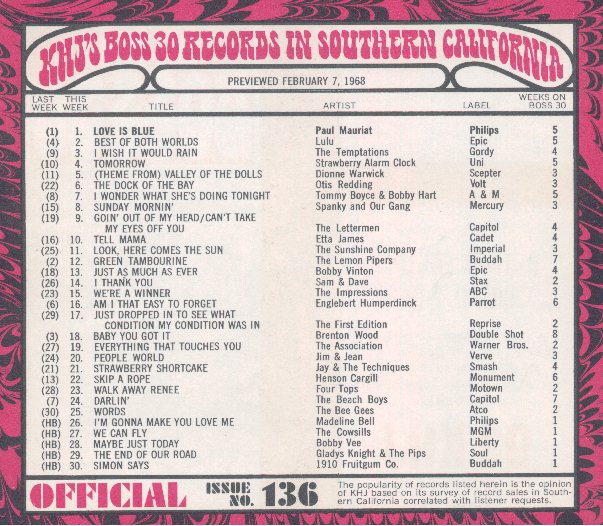 KHJ'S BOSS 30 RECORDS IN SOUTHERN CALIFORNIA
PREVIEWED FEBRUARY 7, 1968
LAST WEEK THIS WEEK TITLE ARTIST LABEL WEEKS ON BOSS 30
(1) 1. LOVE IS BLUE Paul Mauriat Philips 5
(4) 2. BEST OF BOTH WORLDS Lulu Epic 5
(9) 3. I WISH IT WOULD RAIN The Temptations Gordy 4
(10) 4. TOMORROW Strawberry Alarm Clock Uni 5
(11) 5. (THEME FROM) VALLEY OF THE DOLLS Dionne Warwick Scepter 3
(22) 6. THE DOCK OF THE BAY Otis Redding Volt 3
(8) 7. I WONDER WHAT SHE'S DOING TONIGHT Tommy Boyce & Bobby Hart A & M 5
(15) 8. SUNDAY MORNIN' Spanky and Our Gang Mercury 3
(19) 9. GOIN' OUT OF MY HEAD/CAN'T TAKE
MY EYES OFF YOU The Lettermen Capitol 4
(16) 10. TELL MAMA Etta James Cadet 4
(25) 11. LOOK, HERE COMES THE SUN The Sunshine Company Imperial 3
(2) 12. GREEN TAMBOURINE The Lemon Pipers Buddah 7
(18) 13. JUST AS MUCH AS EVER Bobby Vinton Epic 4
(26) 14. I THANK YOU Sam & Dave Stax 2
(23) 15. WE'RE A WINNER The Impressions ABC 3
(6) 16. AM I THAT EASY TO FORGET Englebert Humperdinck Parrot 6
(29) 17. JUST DROPPED IN TO SEE WHAT
CONDITION MY CONDITION WAS IN The First Edition Reprise 2
(3) 18. BABY YOU GOT IT Brenton Wood Double Shot 8
(27) 19. EVERYTHING THAT TOUCHES YOU The Association Warner Bros. 2
(24) 20. PEOPLE WORLD Jim & Jean Verve 3
(21) 21. STRAWBERRY SHORTCAKE Jay & The Techniques Smash 4
(13) 22. SKIP A ROPE Henson Cargill Monument 6
(28) 23. WALK AWAY RENEE Four Tops Motown 2
(7) 24. DARLIN' The Beach Boys Capitol 7
(30) 25. WORDS The Bee Gees Atco 2
(HB) 26. I'M GONNA MAKE YOU LOVE ME Madeline Bell Philips 1
(HB) 27. WE CAN FLY The Cowsills MGM 1
(HB) 28. MAYBE JUST TODAY Bobby Vee Liberty 1
(HB) 29. THE END OF OUR ROAD Gladys Knight & The Pips Soul 1
(HB) 30. SIMON SAYS 1910 Fruitgum Co. Buddah 1
OFFICIAL ISSUE NO. 136
The popularity of records listed herein is the opinion
of KHJ based on its survey of record sales in South-
ern California correlated with listener requests.